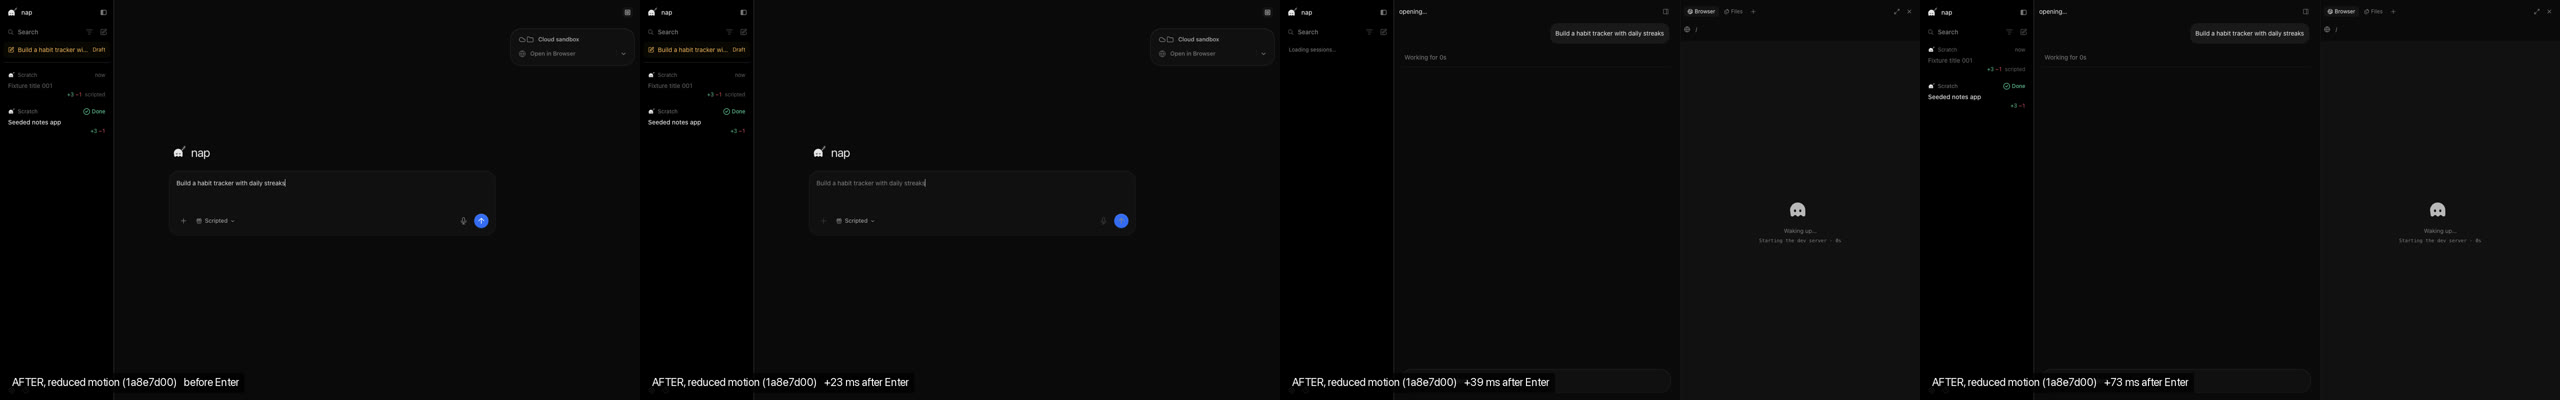 nap
Search
Build a habit tracker wi... Draft
Scratch now
Fixture title 001
+3 −1 scripted
Scratch Done
Seeded notes app
+3 −1
Cloud sandbox
Open in Browser
nap
Build a habit tracker with daily streaks
+ Scripted
AFTER, reduced motion (1a8e7d00) before Enter
nap
Search
Build a habit tracker wi... Draft
Scratch now
Fixture title 001
+3 −1 scripted
Scratch Done
Seeded notes app
+3 −1
Cloud sandbox
Open in Browser
nap
Build a habit tracker with daily streaks
+ Scripted
AFTER, reduced motion (1a8e7d00) +23 ms after Enter
nap
Search
Loading sessions...
opening...
Build a habit tracker with daily streaks
Working for 0s
Browser Files +
/
Waking up...
Starting the dev server · 0s
AFTER, reduced motion (1a8e7d00) +39 ms after Enter
nap
Search
Scratch now
Fixture title 001
+3 −1 scripted
Scratch Done
Seeded notes app
+3 −1
opening...
Build a habit tracker with daily streaks
Working for 0s
Browser Files +
/
Waking up...
Starting the dev server · 0s
AFTER, reduced motion (1a8e7d00) +73 ms after Enter